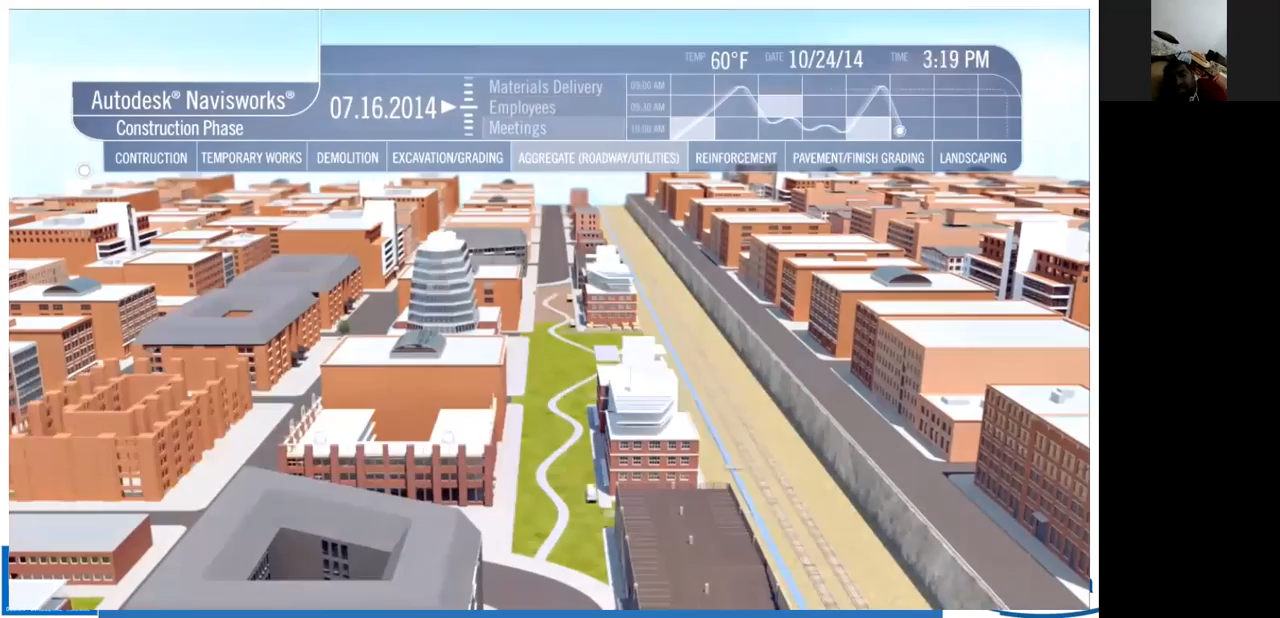 TEMP 60°F DATE 10/24/14 TIME 3:19 PM
Autodesk® Navisworks®
Construction Phase
07.16.2014
Materials Delivery
Employees
Meetings
09:00 AM
09:30 AM
10:00 AM
CONTRUCTION TEMPORARY WORKS DEMOLITION EXCAVATION/GRADING AGGREGATE (ROADWAY/UTILITIES) REINFORCEMENT PAVEMENT/FINISH GRADING LANDSCAPING